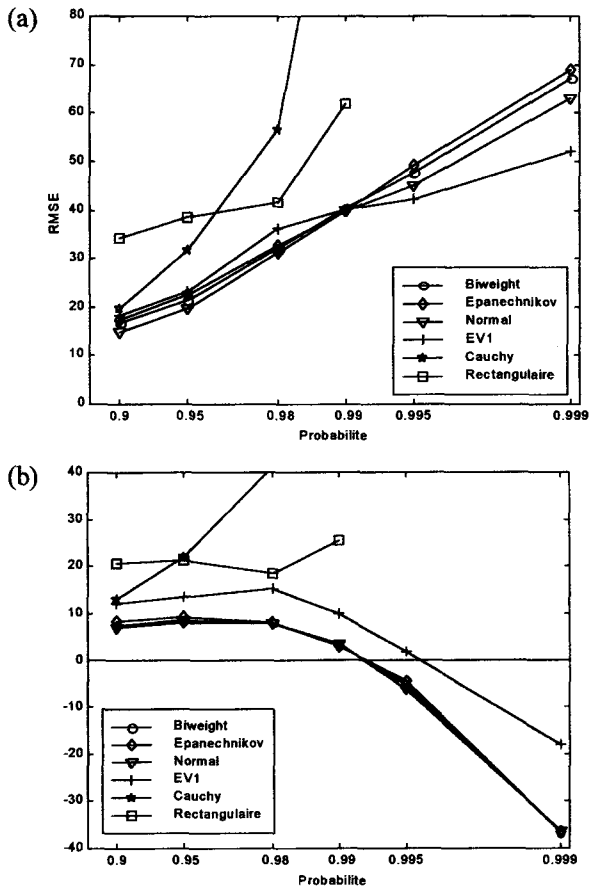 (a)
80
70
60
50
40
30
20
10
0
RMSE
Biweight
Epanechnikov
Normal
EV1
Cauchy
Rectangulaire
0.9 0.95 0.98 0.99 0.995 0.999
Probabilite
(b)
40
30
20
10
0
-10
-20
-30
-40
Biweight
Epanechnikov
Normal
EV1
Cauchy
Rectangulaire
0.9 0.95 0.98 0.99 0.995 0.999
Probabilite